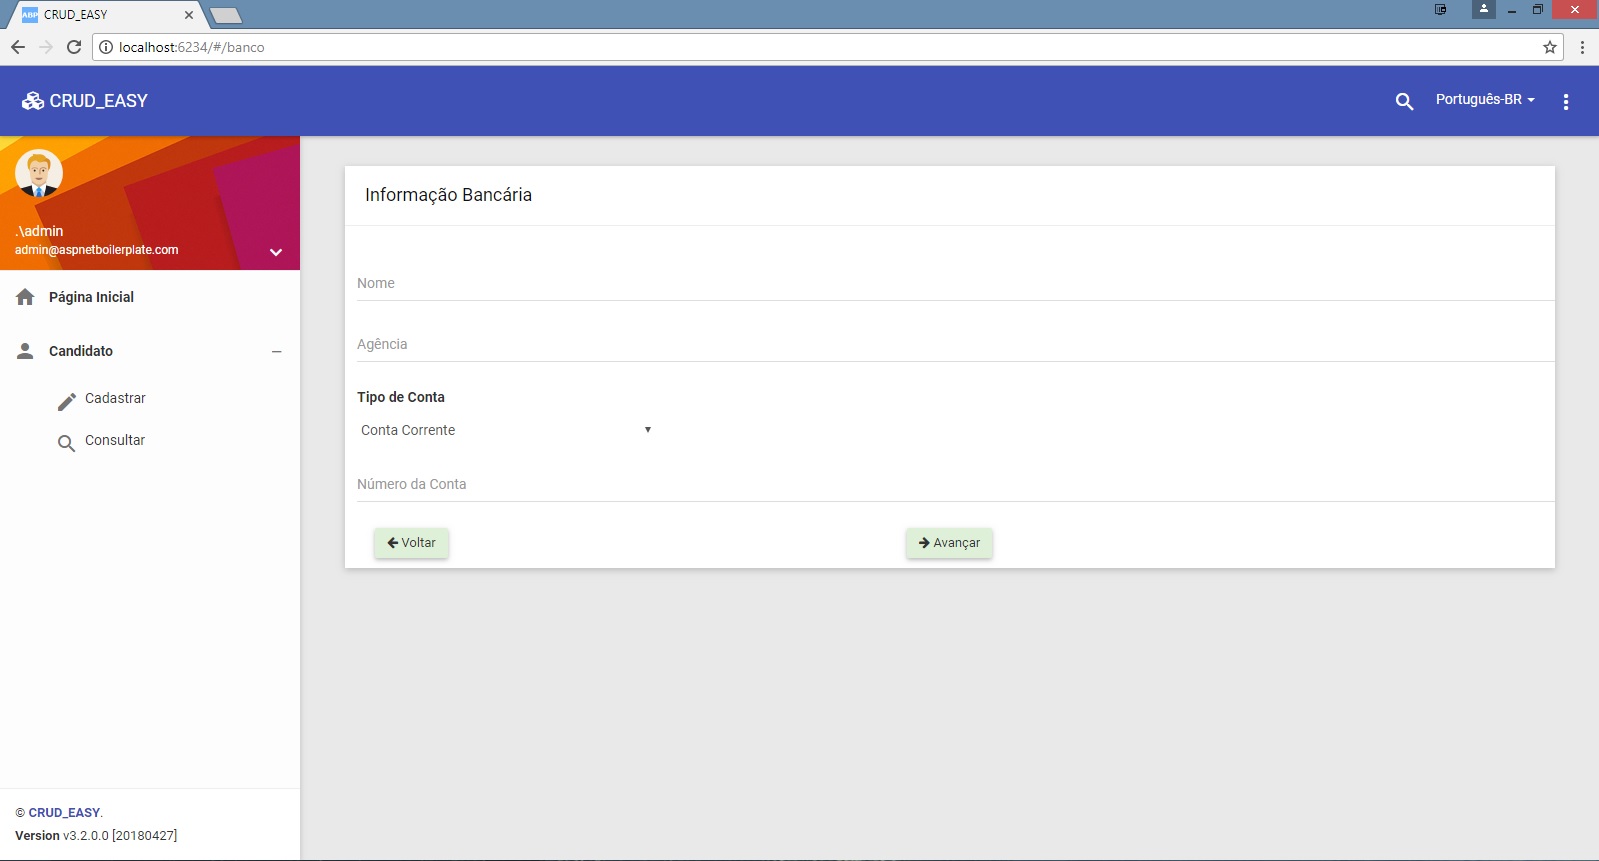 ABP CRUD_EASY
localhost:6234/#/banco
CRUD_EASY
Português-BR
.\admin
admin@aspnetboilerplate.com
Página Inicial
Candidato
Cadastrar
Consultar
Informação Bancária
Nome
Agência
Tipo de Conta
Conta Corrente
Número da Conta
Voltar
Avançar
© CRUD_EASY.
Version v3.2.0.0 [20180427]